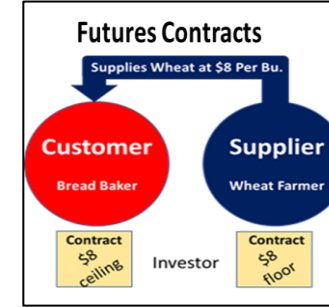 Futures Contracts
Supplies Wheat at $8 Per Bu.
Customer
Bread Baker
Supplier
Wheat Farmer
Contract
$8
ceiling
Investor
Contract
$8
floor